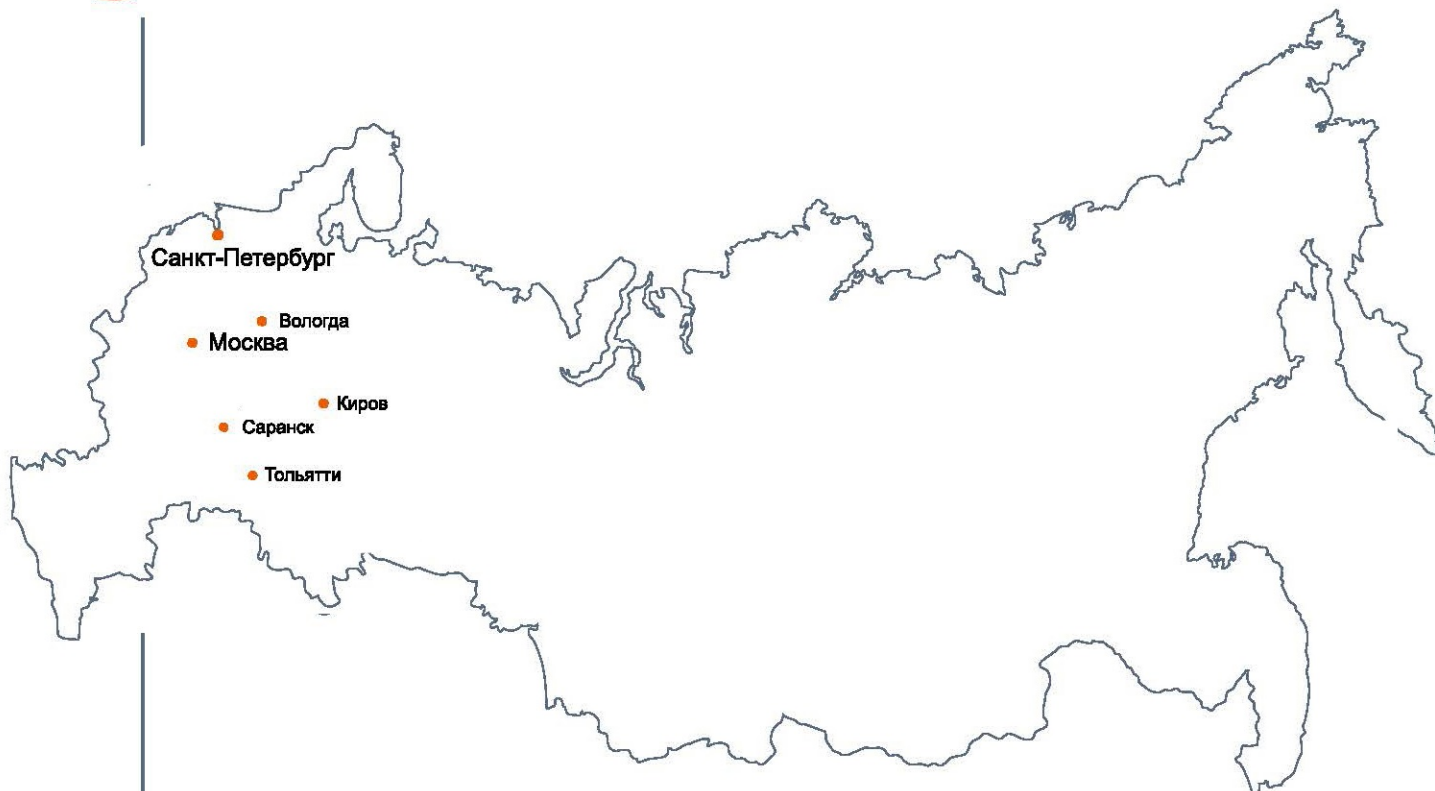 Санкт-Петербург
Вологда
Москва
Киров
Саранск
Тольятти